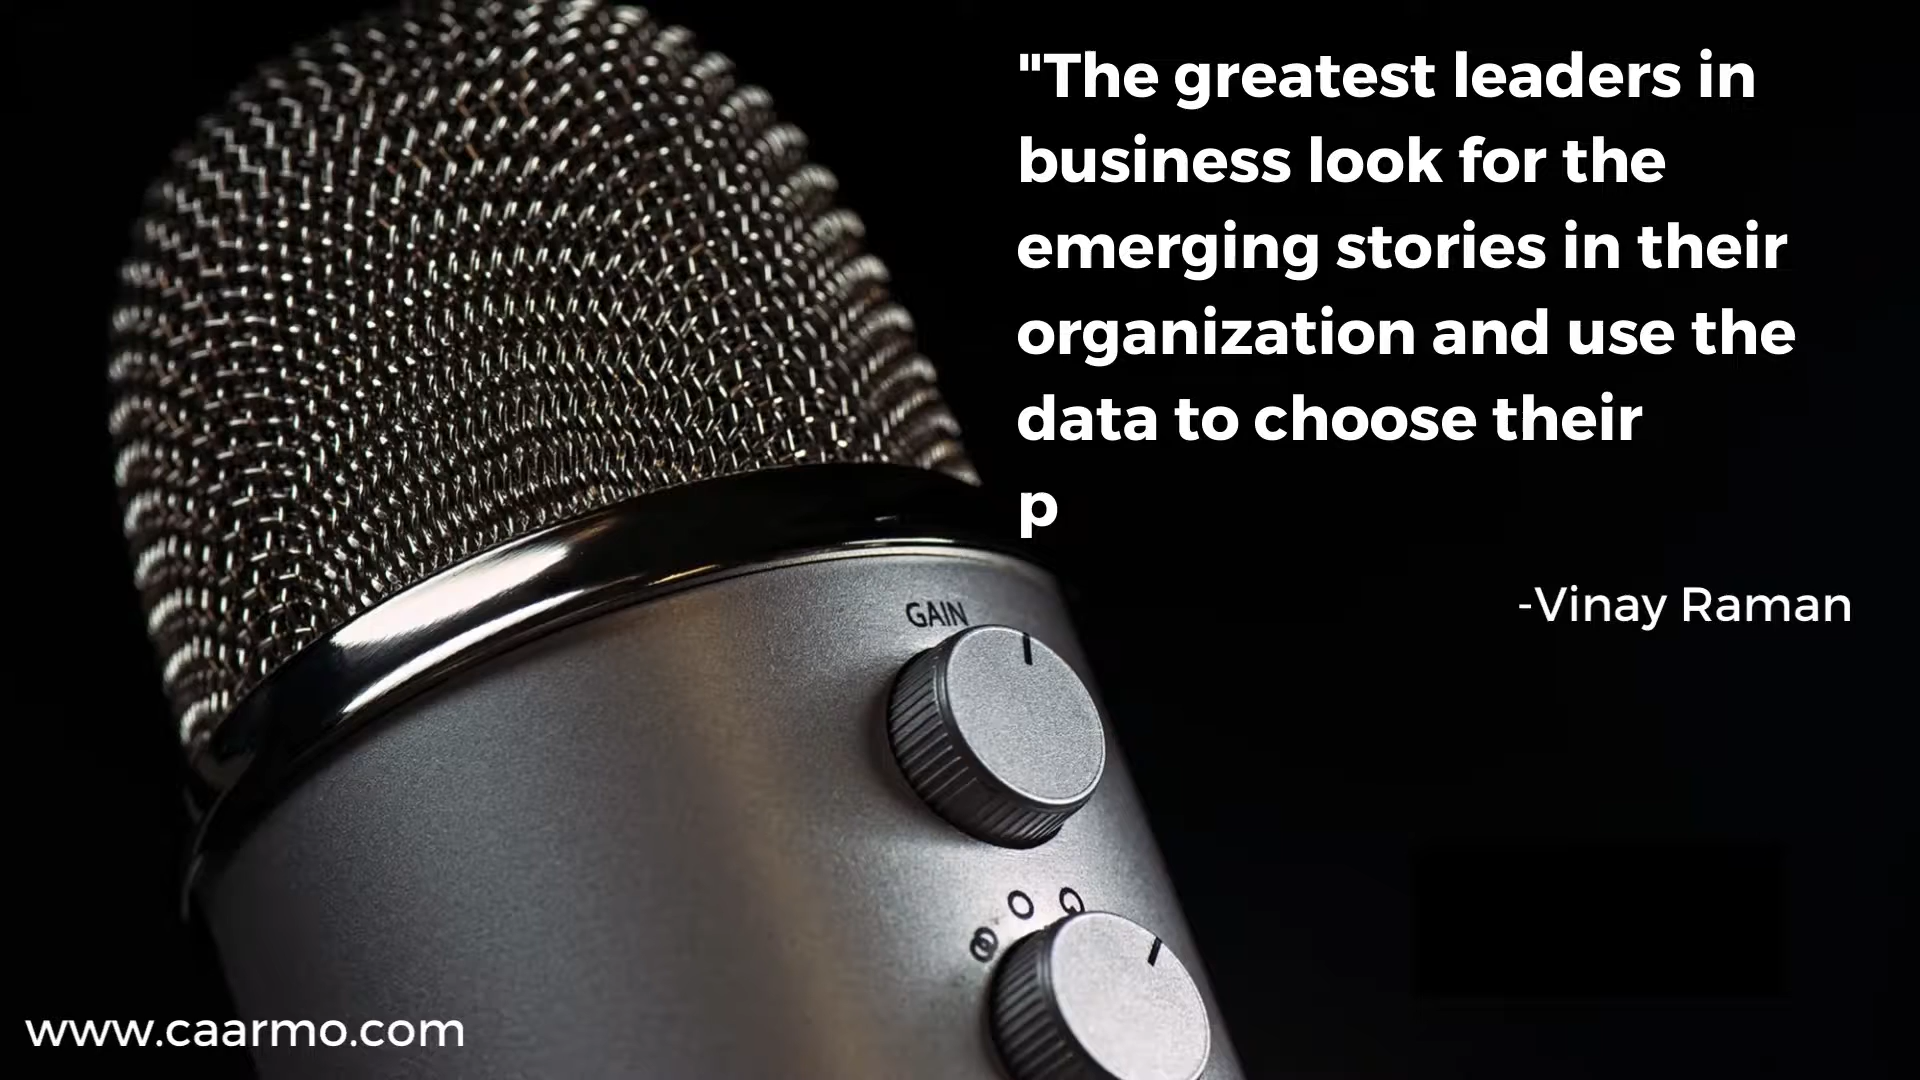 "The greatest leaders in
business look for the
emerging stories in their
organization and use the
data to choose their
p
-Vinay Raman
GAIN
www.caarmo.com